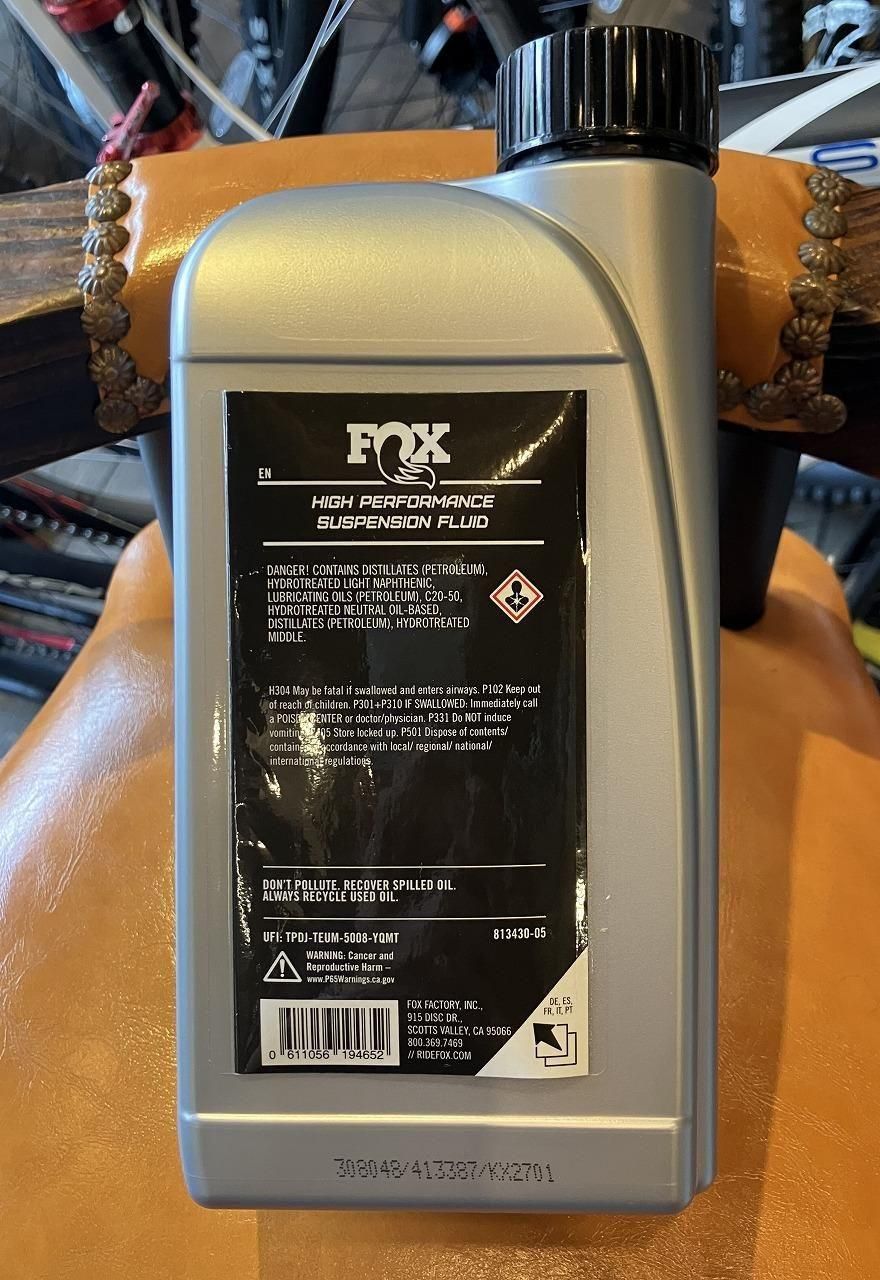 FOX
EN
HIGH PERFORMANCE
SUSPENSION FLUID
DANGER! CONTAINS DISTILLATES (PETROLEUM),
HYDROTREATED LIGHT NAPHTHENIC,
LUBRICATING OILS (PETROLEUM), C20-50,
HYDROTREATED NEUTRAL OIL-BASED,
DISTILLATES (PETROLEUM), HYDROTREATED
MIDDLE.
H304 May be fatal if swallowed and enters airways. P102 Keep out
of reach of children. P301+P310 IF SWALLOWED: Immediately call
a CENTER or doctor/physician. P331 Do NOT induce
Store locked up. P501 Dispose of contents/
accordance with local/ regional/ national/
international regulations.
DON'T POLLUTE. RECOVER SPILLED OIL.
ALWAYS RECYCLE USED OIL.
UFI: TPDJ-TEUM-5008-YQMT
813430-05
WARNING: Cancer and
Reproductive Harm –
www.P65Warnings.ca.gov
0 611056 194652
FOX FACTORY, INC.,
915 DISC DR.,
SCOTTS VALLEY, CA 95066
800.369.7469
// RIDEFOX.COM
DE, ES,
FR, IT, PT
308048/413387/KX2701
S